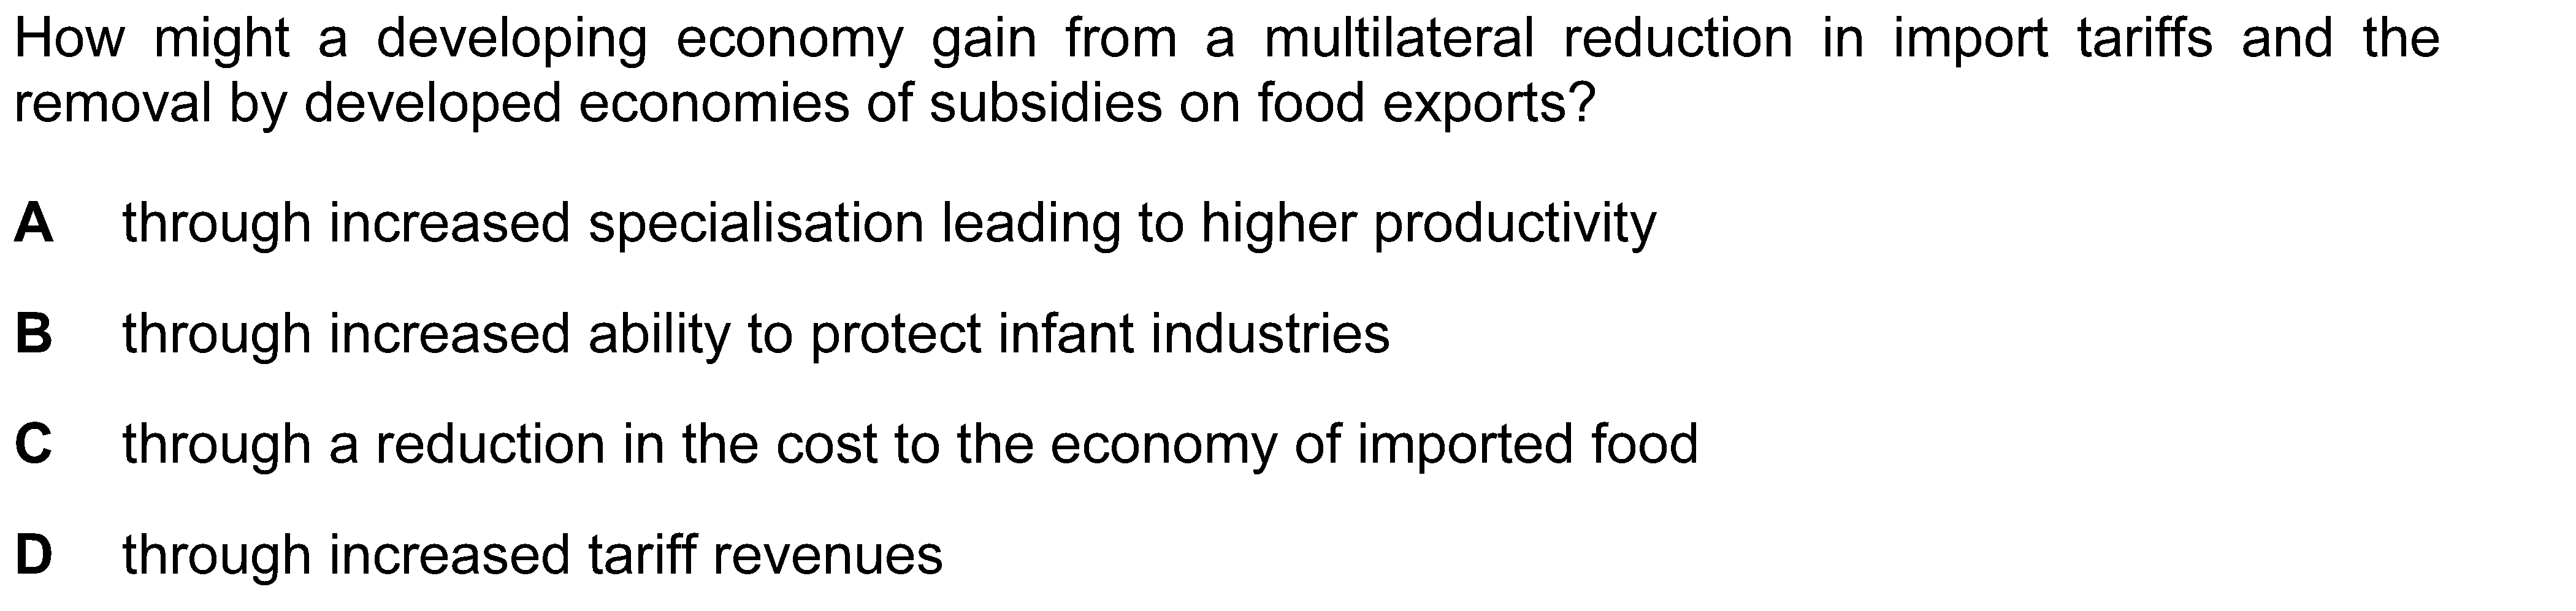 How might a developing economy gain from a multilateral reduction in import tariffs and the
removal by developed economies of subsidies on food exports?
A through increased specialisation leading to higher productivity
B through increased ability to protect infant industries
C through a reduction in the cost to the economy of imported food
D through increased tariff revenues